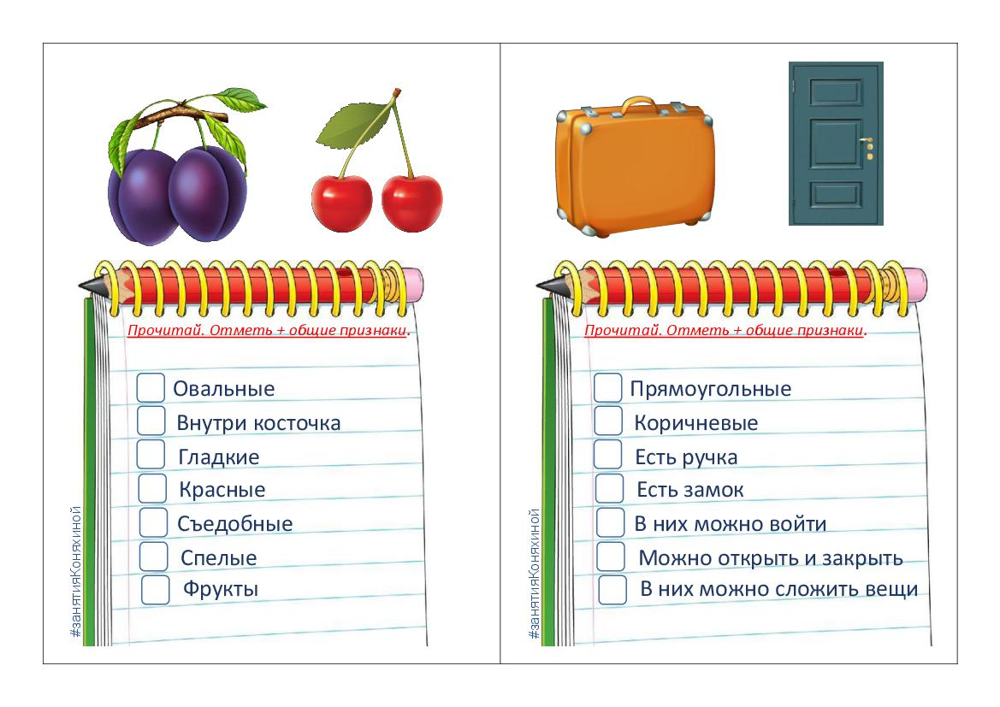 Прочитай. Отметь + общие признаки.
Овальные
Внутри косточка
Гладкие
Красные
Съедобные
Спелые
Фрукты
#занятияКоняхиной
Прочитай. Отметь + общие признаки.
Прямоугольные
Коричневые
Есть ручка
Есть замок
В них можно войти
Можно открыть и закрыть
В них можно сложить вещи
#занятияКоняхиной